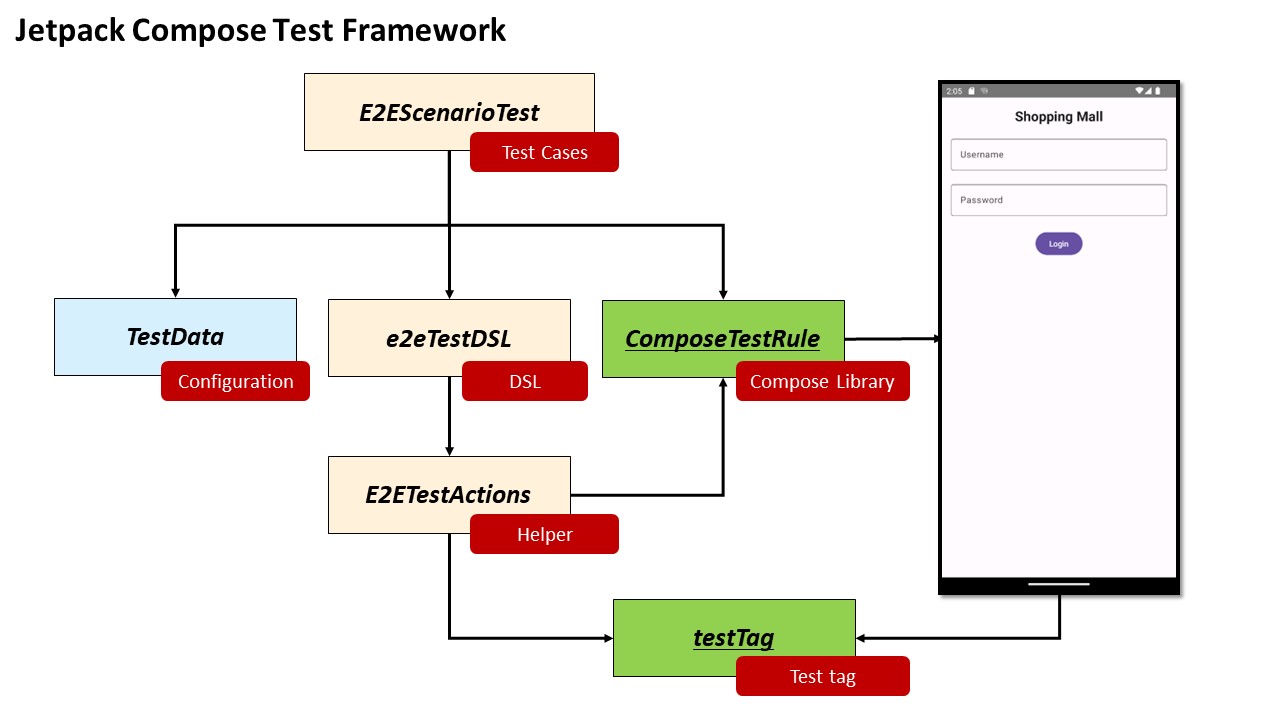 Jetpack Compose Test Framework
E2EScenarioTest
Test Cases
2:05
Shopping Mall
Username
Password
Login
TestData
Configuration
e2eTestDSL
DSL
ComposeTestRule
Compose Library
E2ETestActions
Helper
testTag
Test tag